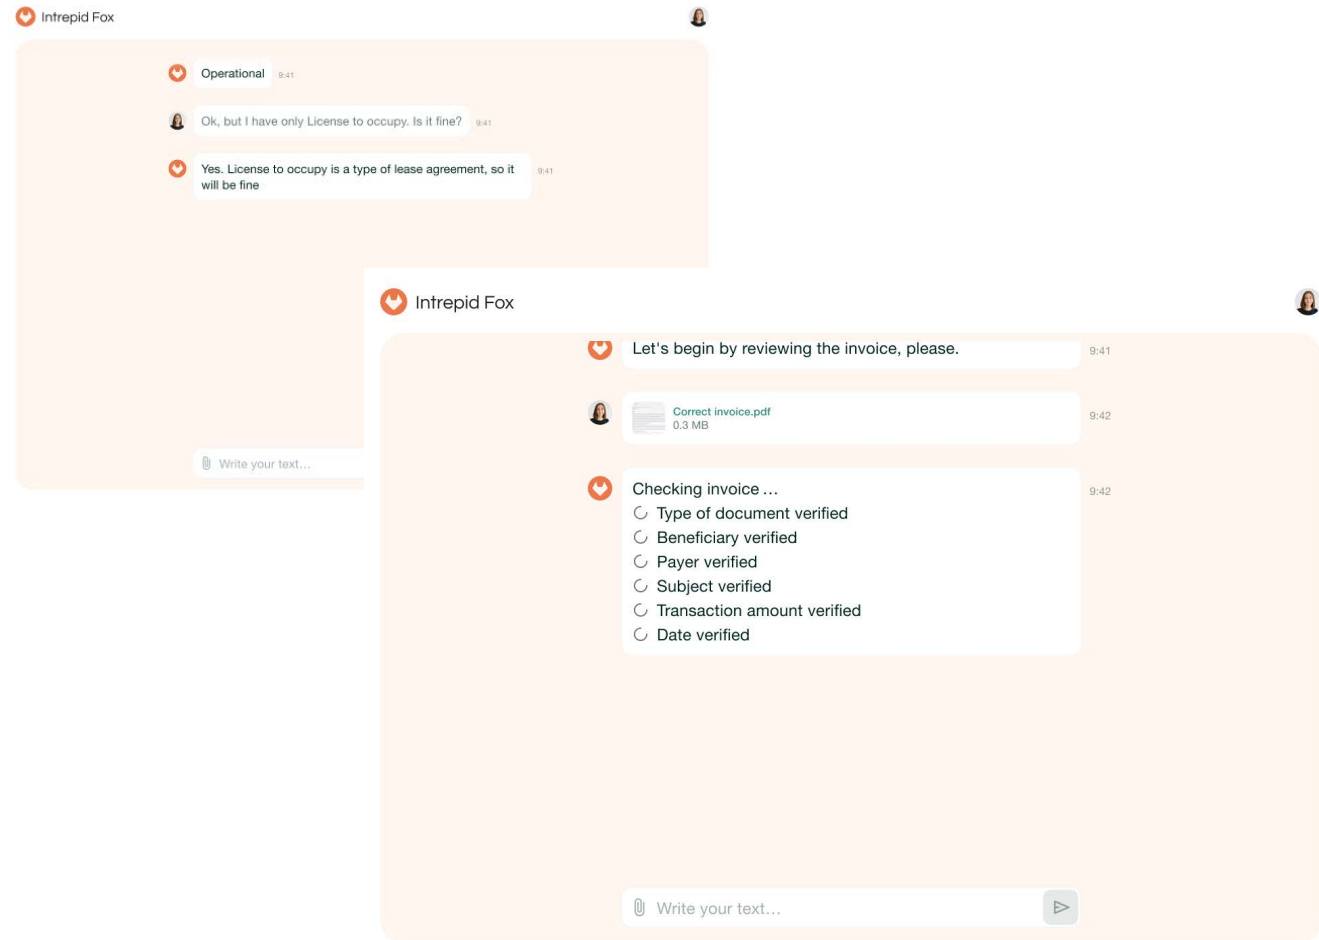 Intrepid Fox
Operational
9:41
Ok, but I have only License to occupy. Is it fine?
9:41
Yes. License to occupy is a type of lease agreement, so it
will be fine
9:41
Write your text...
Intrepid Fox
Let's begin by reviewing the invoice, please.
9:41
Correct invoice.pdf
0.3 MB
9:42
Checking invoice ...
9:42
Type of document verified
Beneficiary verified
Payer verified
Subject verified
Transaction amount verified
Date verified
Write your text...